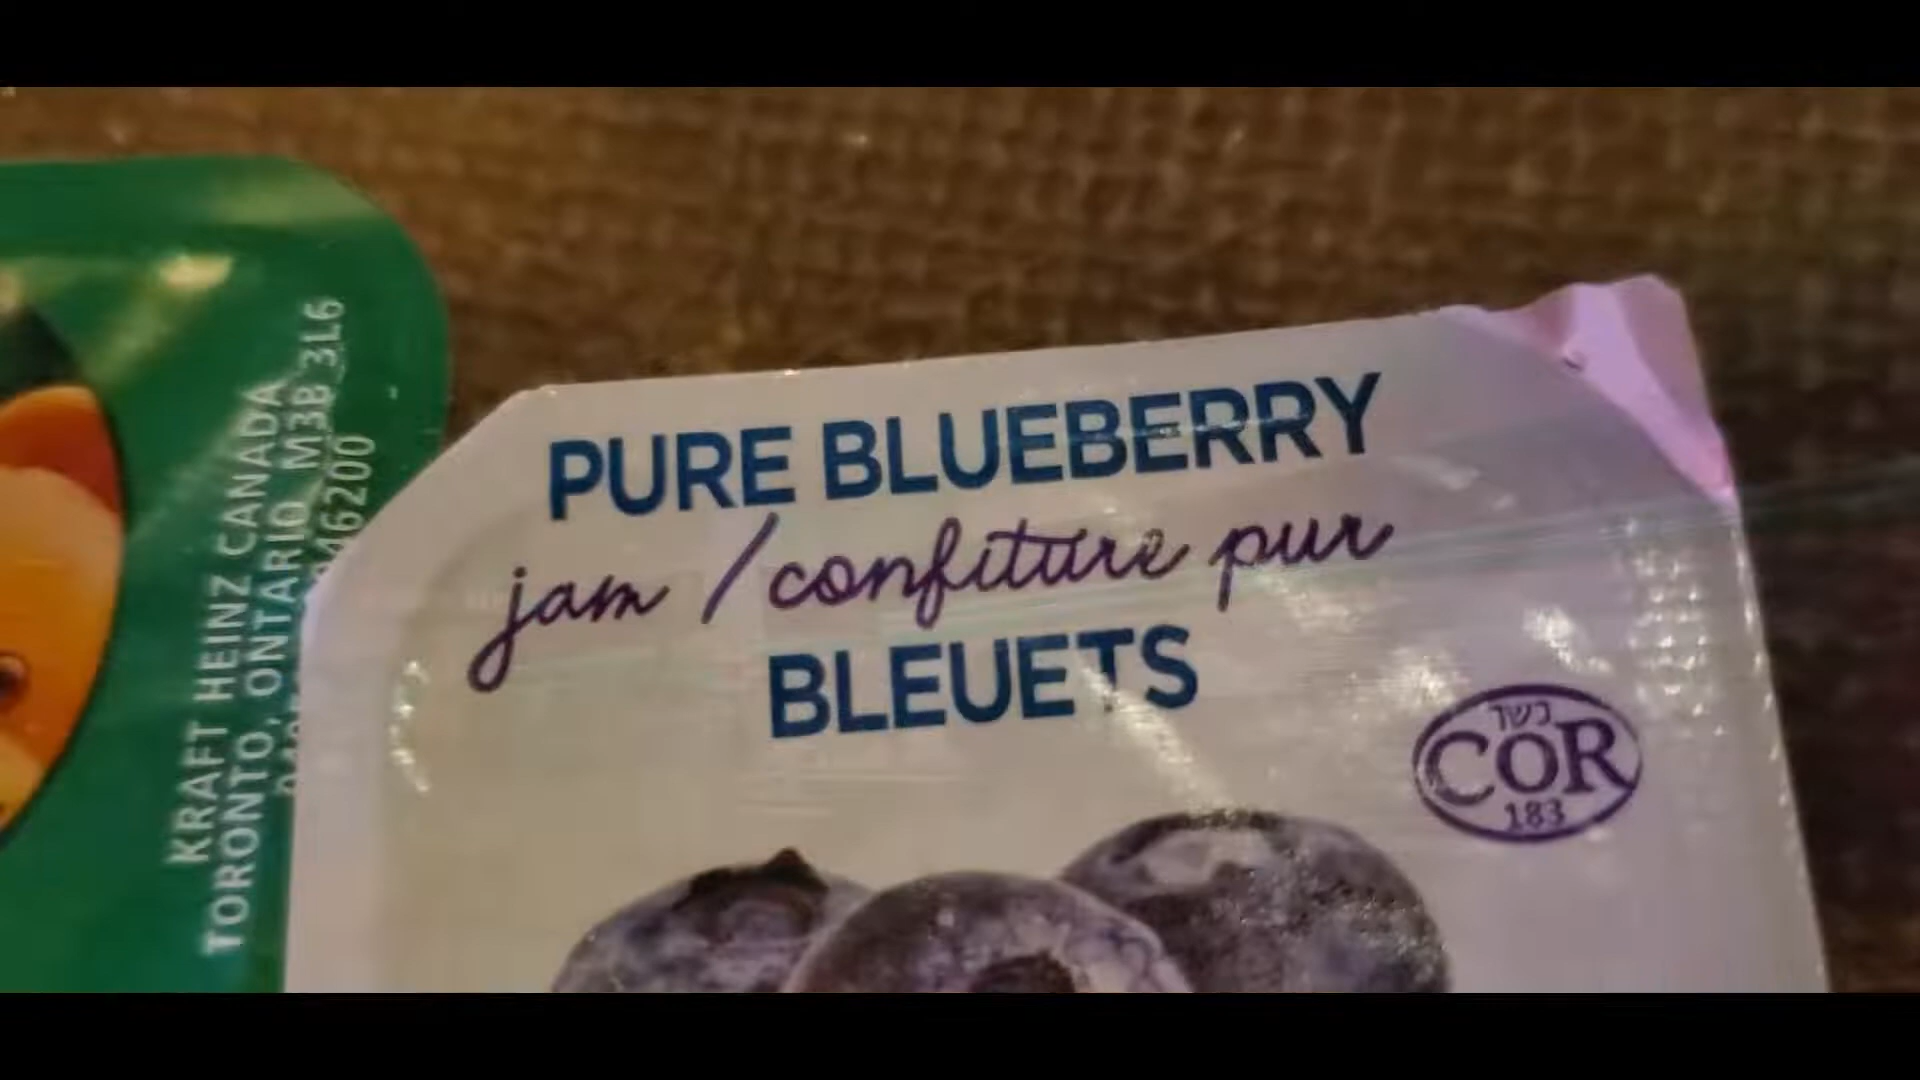 KRAFT HEINZ CANADA
TORONTO, ONTARIO M3B 3L6
PURE BLUEBERRY
jam / confiture pur
BLEUETS
כשר
COR
183